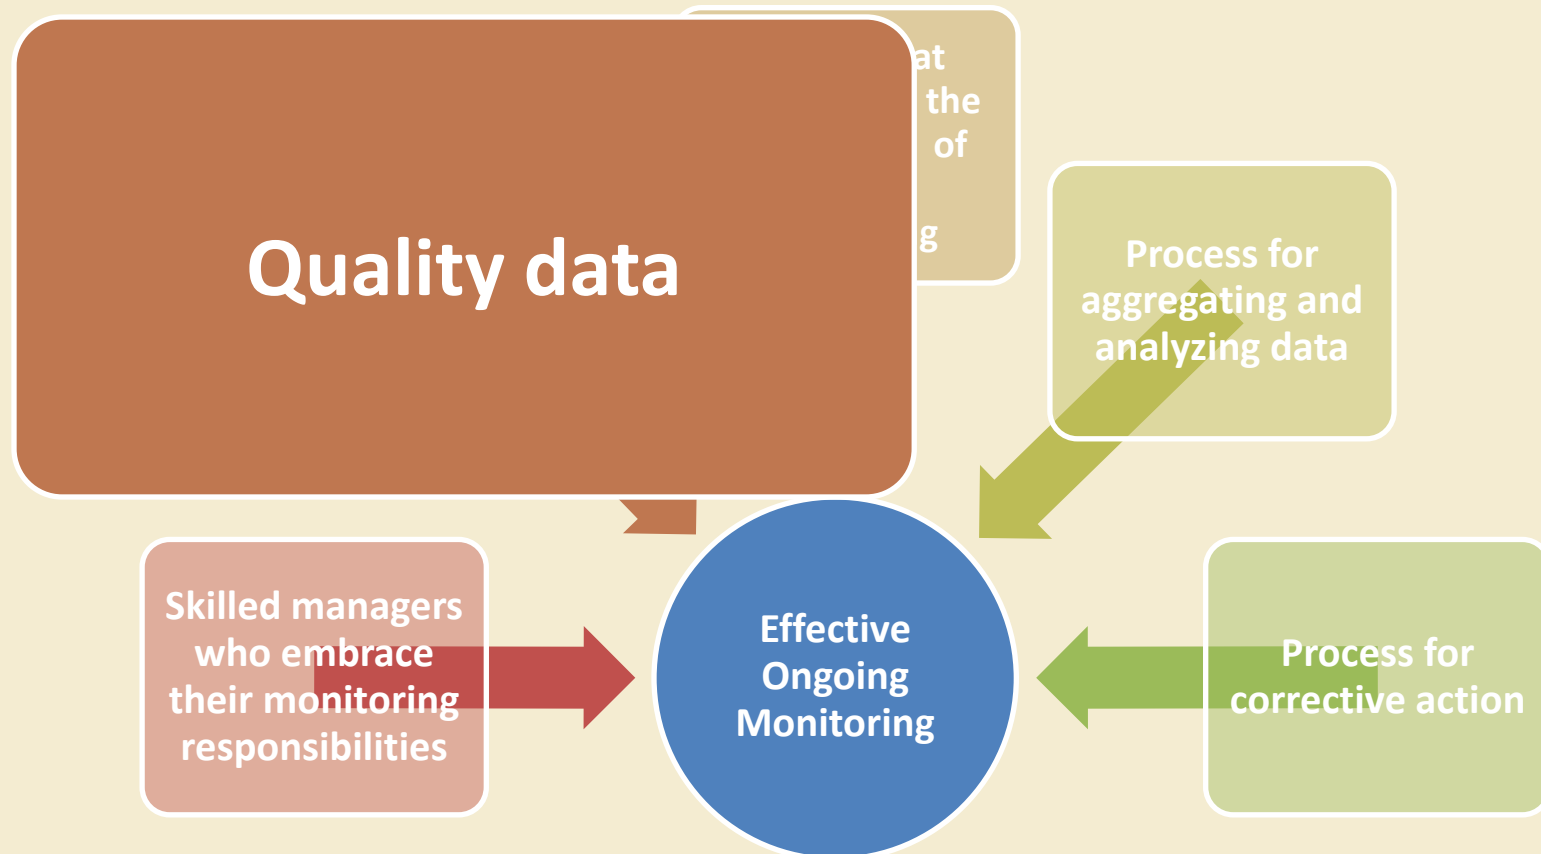 Quality data
at
the
of
g
Process for
aggregating and
analyzing data
Skilled managers
who embrace
their monitoring
responsibilities
Effective
Ongoing
Monitoring
Process for
corrective action